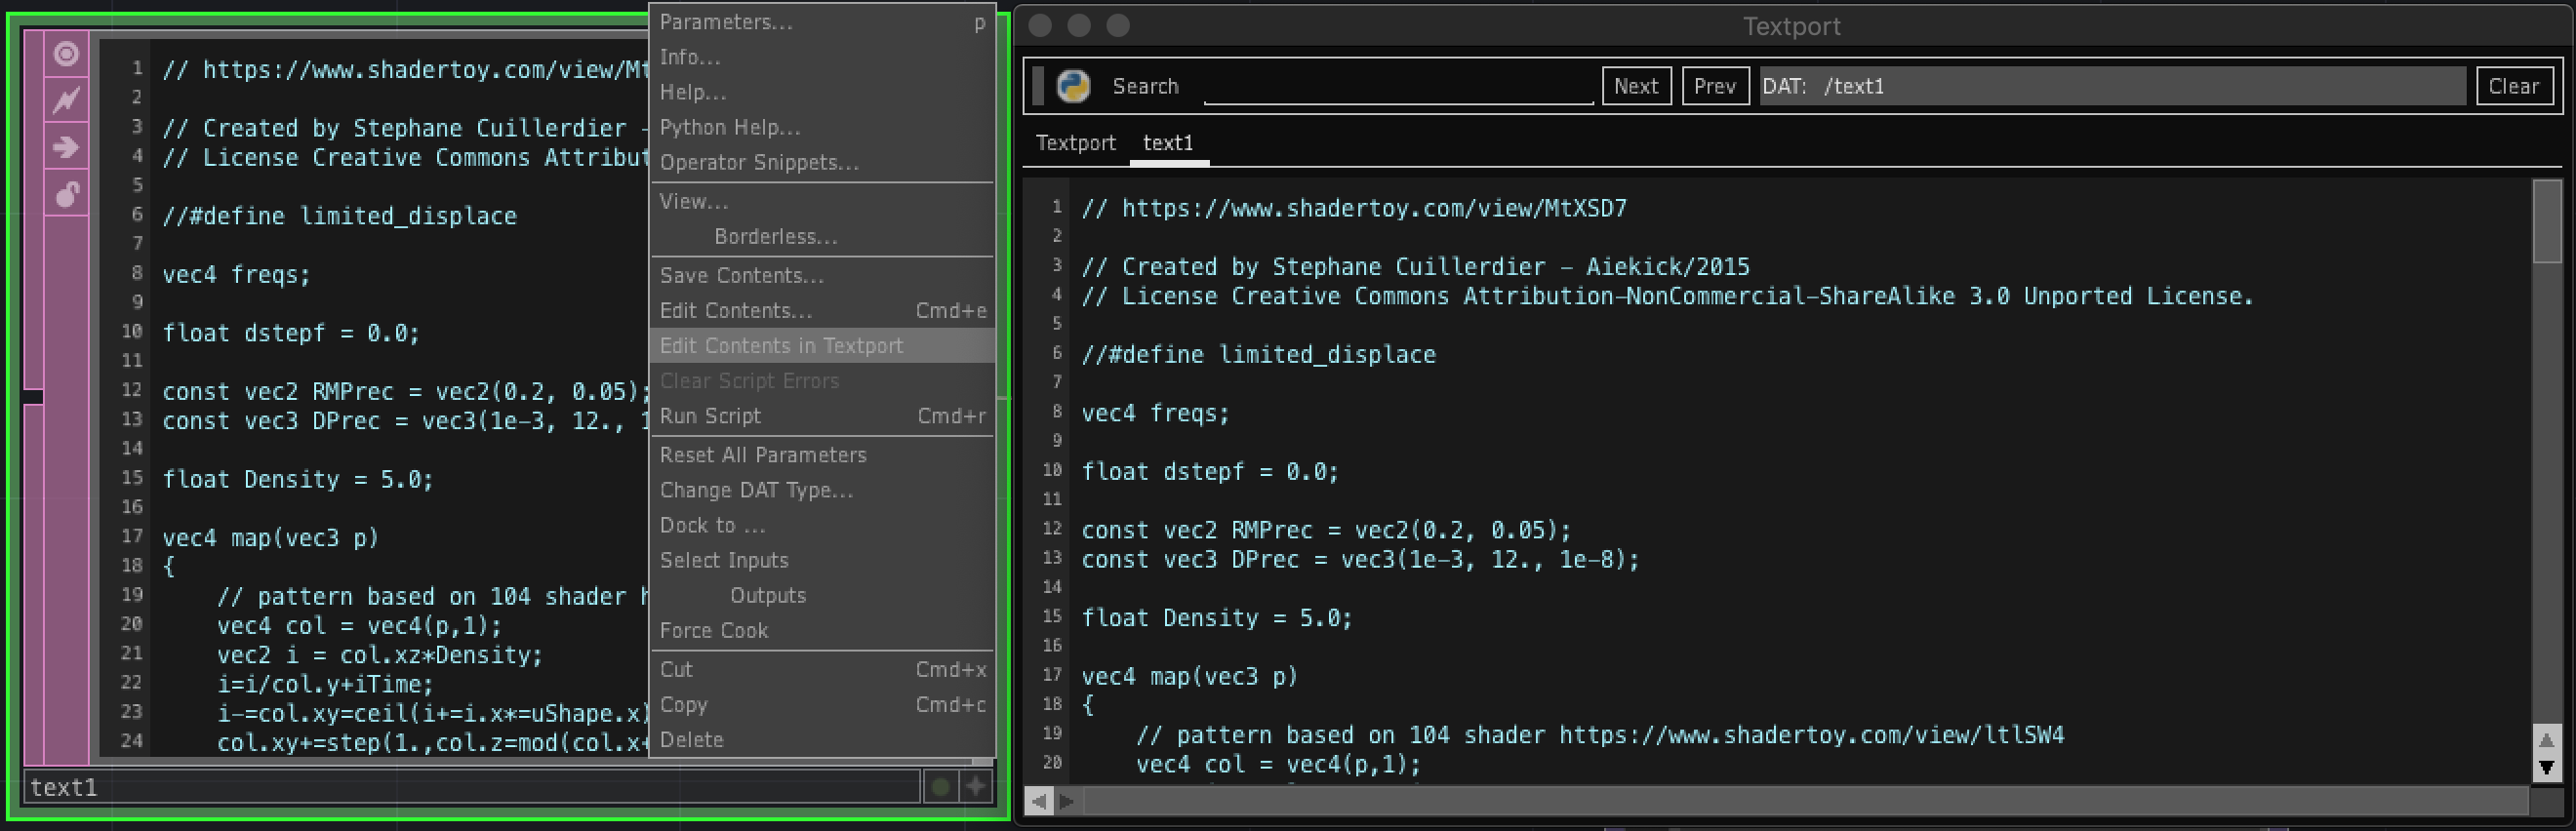 1 // https://www.shadertoy.com/view/Mt
2
3 // Created by Stephane Cuillerdier -
4 // License Creative Commons Attribut
5
6 //#define limited_displace
7
8 vec4 freqs;
9
10 float dstepf = 0.0;
11
12 const vec2 RMPrec = vec2(0.2, 0.05);
13 const vec3 DPrec = vec3(1e-3, 12., 1
14
15 float Density = 5.0;
16
17 vec4 map(vec3 p)
18 {
19 // pattern based on 104 shader h
20 vec4 col = vec4(p,1);
21 vec2 i = col.xz*Density;
22 i=i/col.y+iTime;
23 i-=col.xy=ceil(i+=i.x*=uShape.x)
24 col.xy+=step(1.,col.z=mod(col.x+
text1
Parameters... p
Info...
Help...
Python Help...
Operator Snippets...
View...
Borderless...
Save Contents...
Edit Contents... Cmd+e
Edit Contents in Textport
Clear Script Errors
Run Script Cmd+r
Reset All Parameters
Change DAT Type...
Dock to ...
Select Inputs
Outputs
Force Cook
Cut Cmd+x
Copy Cmd+c
Delete
Textport
Search Next Prev DAT: /text1 Clear
Textport text1
1 // https://www.shadertoy.com/view/MtXSD7
2
3 // Created by Stephane Cuillerdier - Aiekick/2015
4 // License Creative Commons Attribution-NonCommercial-ShareAlike 3.0 Unported License.
5
6 //#define limited_displace
7
8 vec4 freqs;
9
10 float dstepf = 0.0;
11
12 const vec2 RMPrec = vec2(0.2, 0.05);
13 const vec3 DPrec = vec3(1e-3, 12., 1e-8);
14
15 float Density = 5.0;
16
17 vec4 map(vec3 p)
18 {
19 // pattern based on 104 shader https://www.shadertoy.com/view/ltlSW4
20 vec4 col = vec4(p,1);